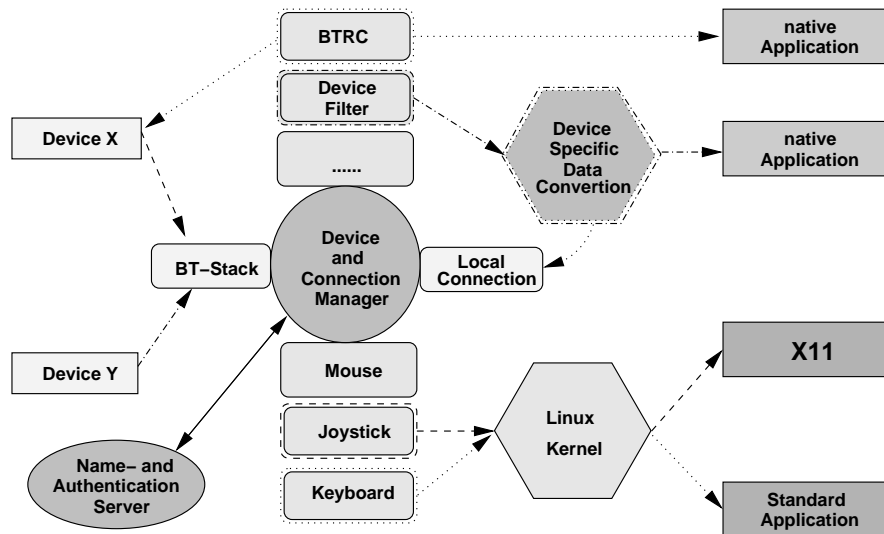 BTRC
native
Application
Device
Filter
Device X
......
Device
Specific
Data
Convertion
native
Application
BT−Stack
Device
and
Connection
Manager
Local
Connection
Device Y
Mouse
X11
Joystick
Linux
Kernel
Name− and
Authentication
Server
Keyboard
Standard
Application